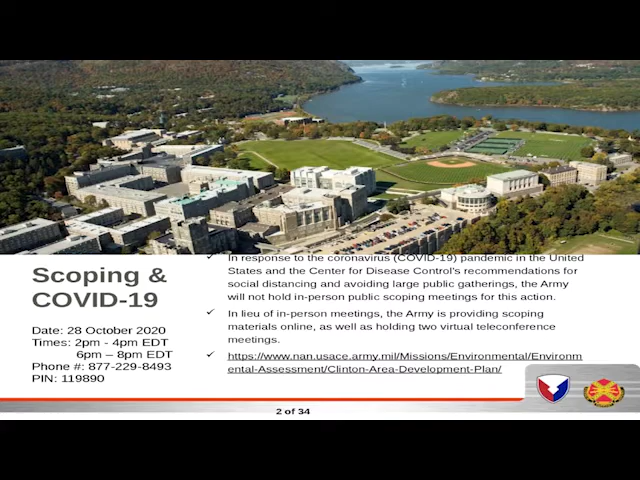 Scoping &
COVID-19
Date: 28 October 2020
Times: 2pm - 4pm EDT
6pm – 8pm EDT
Phone #: 877-229-8493
PIN: 119890
✓ In response to the coronavirus (COVID-19) pandemic in the United
States and the Center for Disease Control's recommendations for
social distancing and avoiding large public gatherings, the Army
will not hold in-person public scoping meetings for this action.
✓ In lieu of in-person meetings, the Army is providing scoping
materials online, as well as holding two virtual teleconference
meetings.
✓ https://www.nan.usace.army.mil/Missions/Environmental/Environm
ental-Assessment/Clinton-Area-Development-Plan/
2 of 34